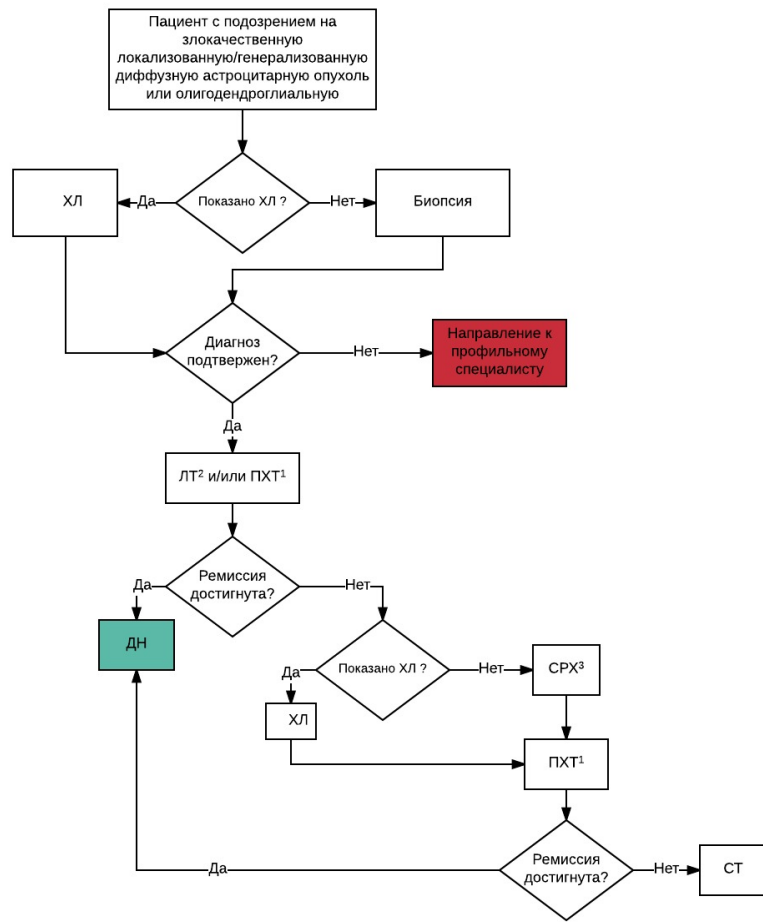 Пациент с подозрением на
злокачественную
локализованную/генерализованную
диффузную астроцитарную опухоль
или олигодендроглиальную
ХЛ
Да
Показано ХЛ ?
Нет
Биопсия
Диагноз
подтвержен?
Нет
Направление к
профильному
специалисту
Да
ЛТ² и/или ПХТ¹
Ремиссия
достигнута?
Да
Нет
ДН
Показано ХЛ ?
Нет
СРХ³
Да
ХЛ
ПХТ¹
Ремиссия
достигнута?
Да
Нет
СТ